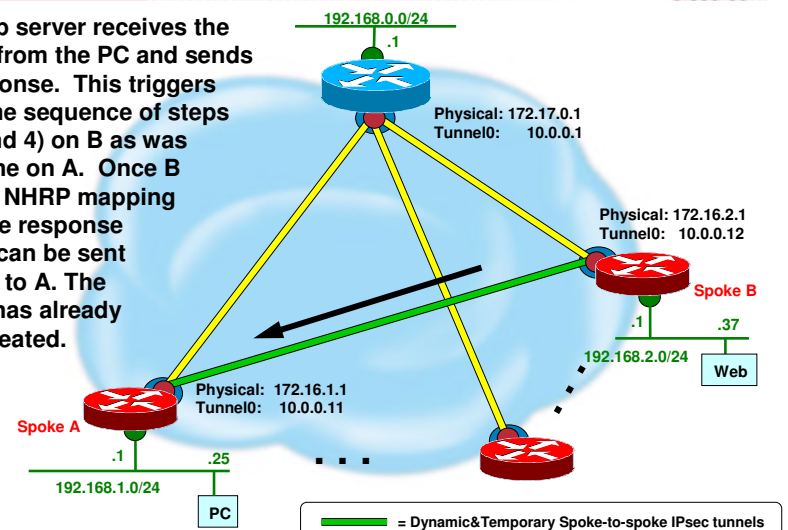 192.168.0.0/24
.1
server receives the
from the PC and sends
onse. This triggers
e sequence of steps
nd 4) on B as was
e on A. Once B
NHRP mapping
e response
can be sent
to A. The
has already
eated.
Physical: 172.17.0.1
Tunnel0: 10.0.0.1
Physical: 172.16.2.1
Tunnel0: 10.0.0.12
Spoke B
.1
.37
192.168.2.0/24
Web
Physical: 172.16.1.1
Tunnel0: 10.0.0.11
Spoke A
.1
.25
192.168.1.0/24
PC
. . .
= Dynamic&Temporary Spoke-to-spoke IPsec tunnels